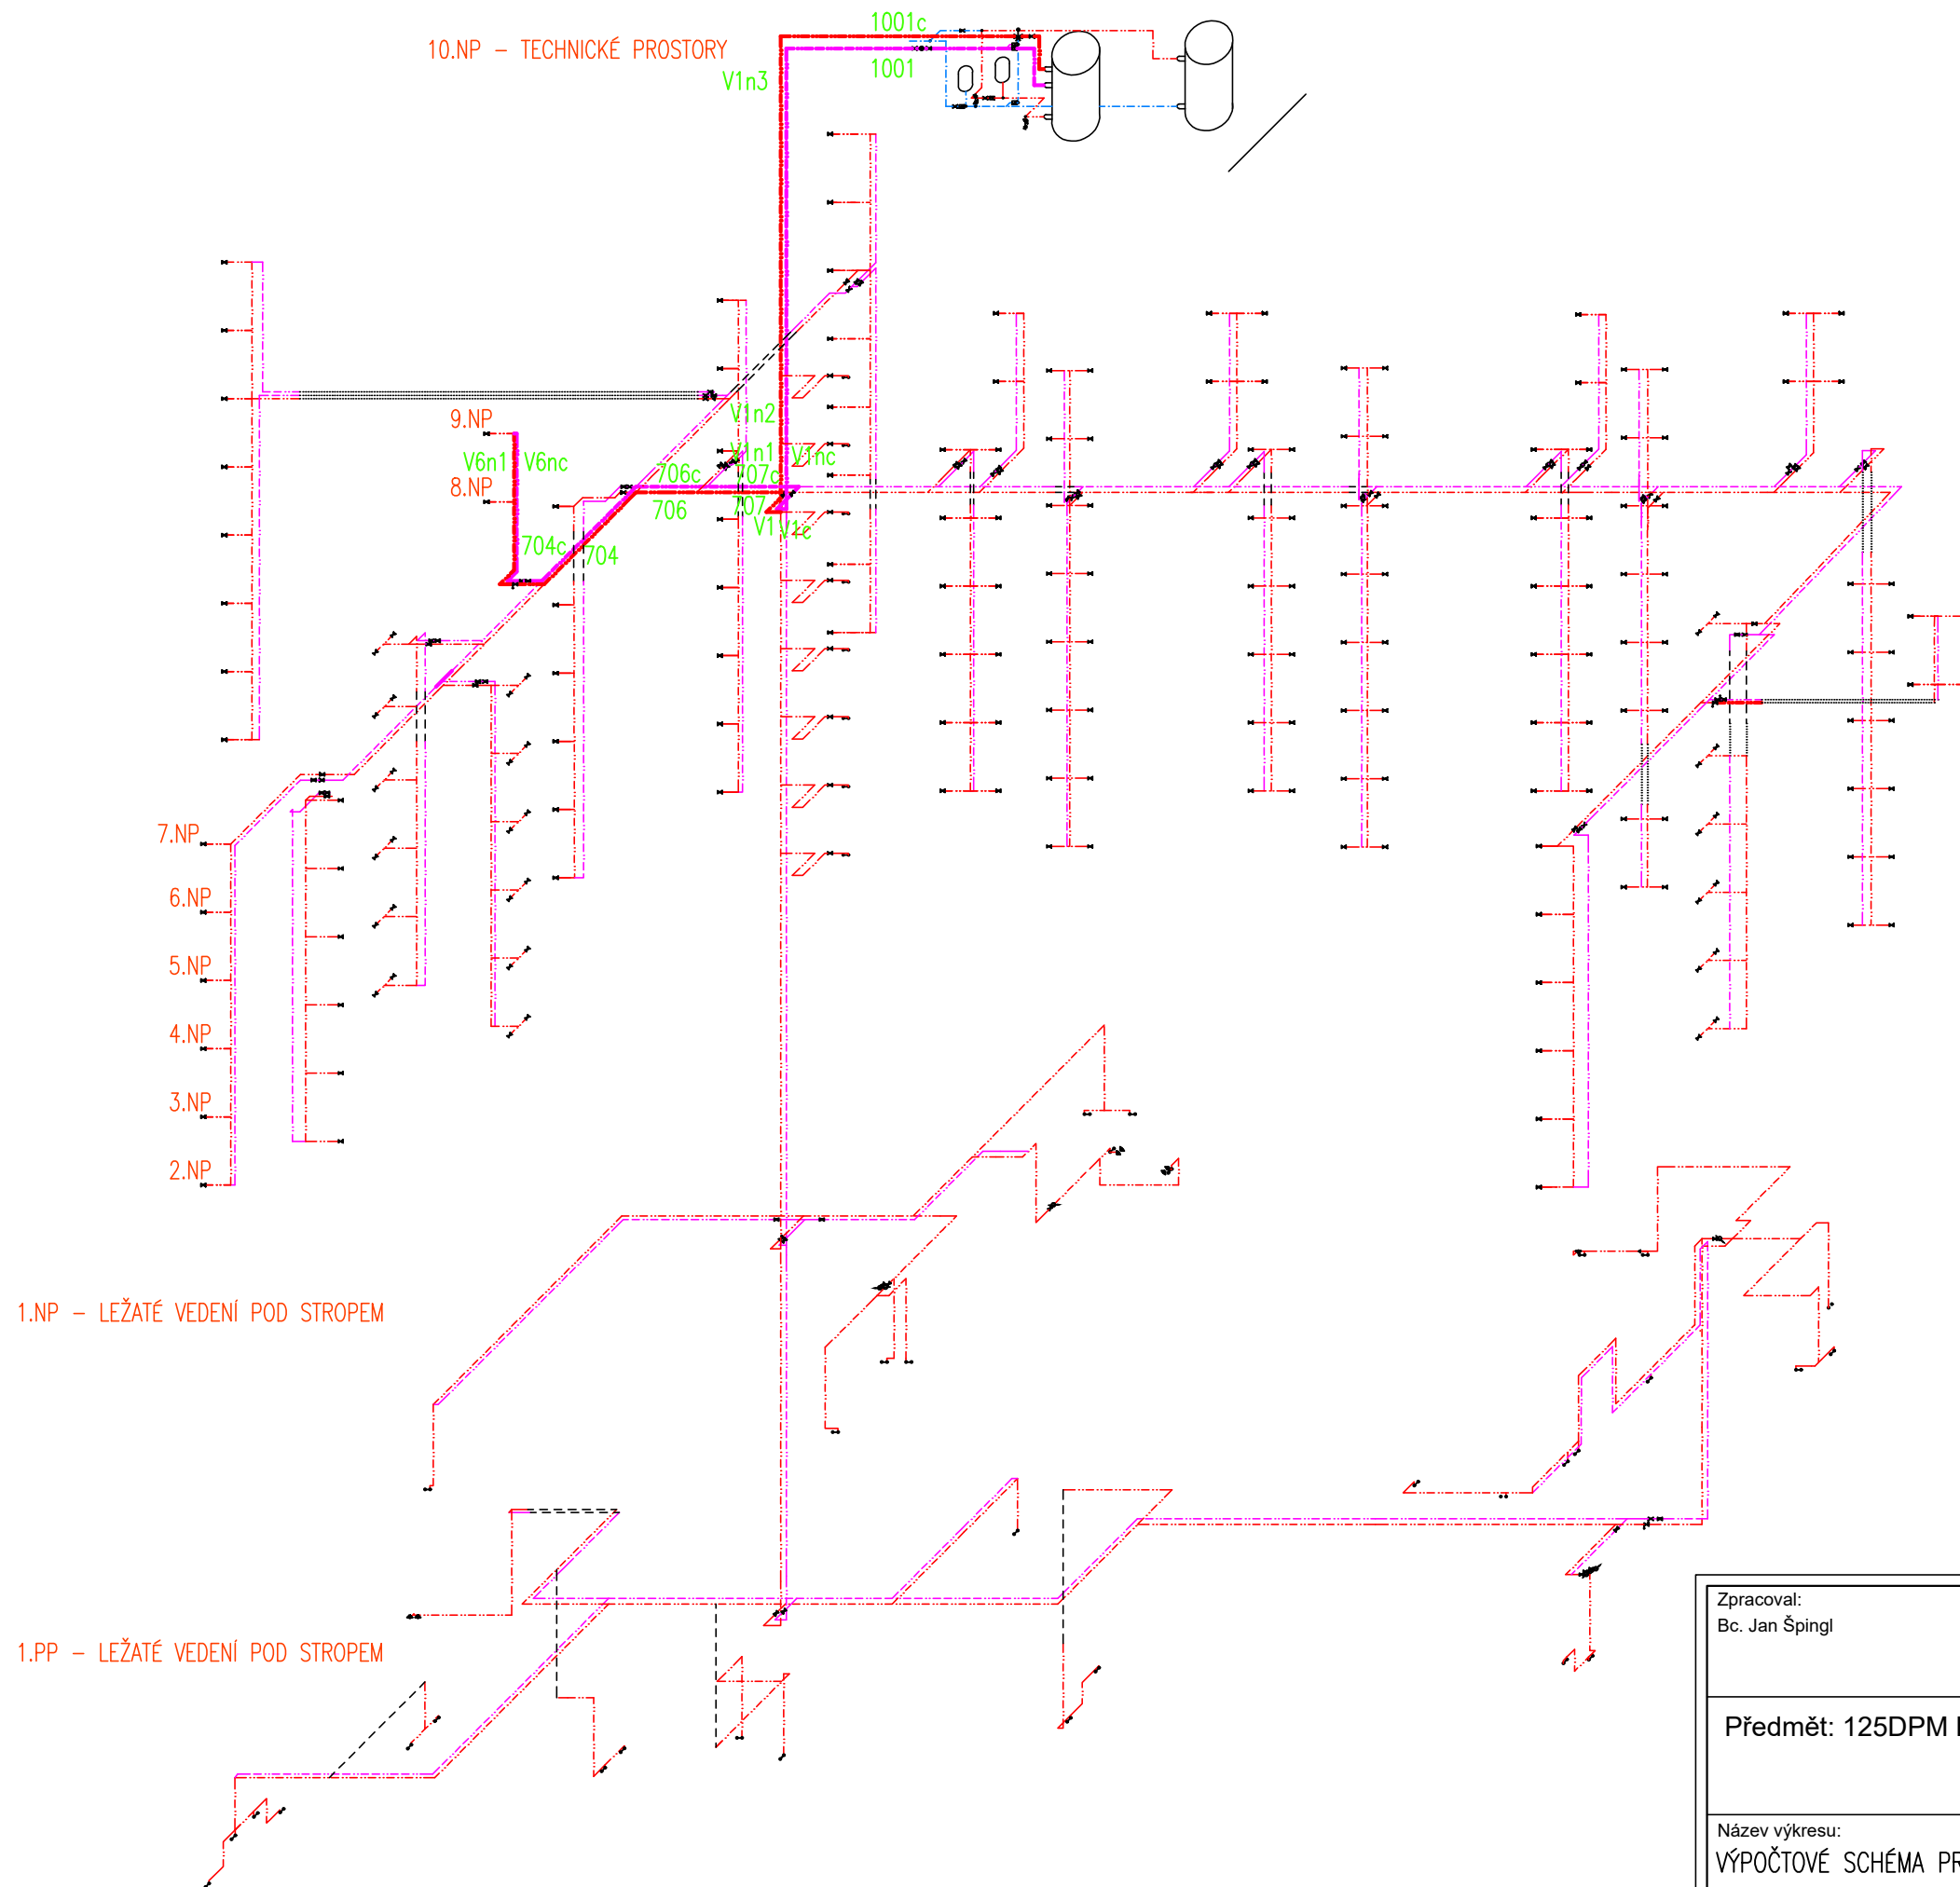 1001c
10.NP – TECHNICKÉ PROSTORY
1001
V1n3
9.NP
V1n2
V6n1
V6nc
V1n1
V1nc
706c
707c
8.NP
706
707
V1
V1c
704c
704
7.NP
6.NP
5.NP
4.NP
3.NP
2.NP
1.NP – LEŽATÉ VEDENÍ POD STROPEM
1.PP – LEŽATÉ VEDENÍ POD STROPEM
Zpracoval:
Bc. Jan Špingl
Předmět: 125DPM
Název výkresu:
VÝPOČTOVÉ SCHÉMA